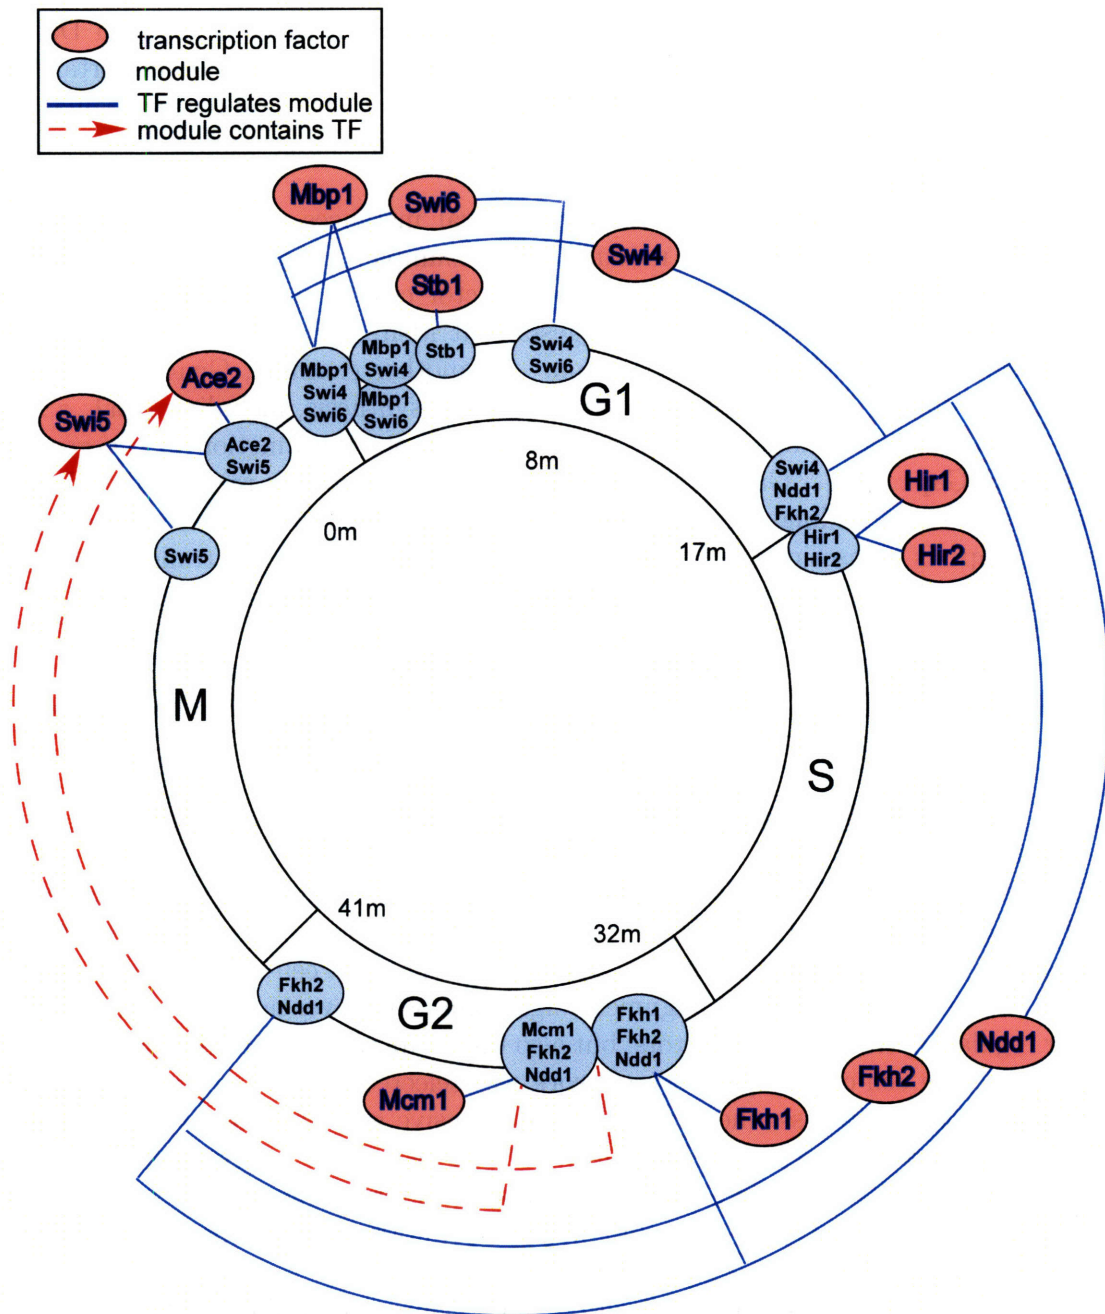 transcription factor
module
TF regulates module
module contains TF
Mbp1
Swi6
Swi4
Stb1
Ace2
Swi5
Mbp1
Swi4
Swi6
Mbp1
Swi4
Mbp1
Swi6
Stb1
Swi4
Swi6
G1
Ace2
Swi5
Swi5
8m
0m
17m
Swi4
Ndd1
Fkh2
Hir1
Hir2
Hir1
Hir2
M
S
41m
32m
Fkh2
Ndd1
G2
Mcm1
Fkh2
Ndd1
Fkh1
Fkh2
Ndd1
Mcm1
Fkh1
Fkh2
Ndd1